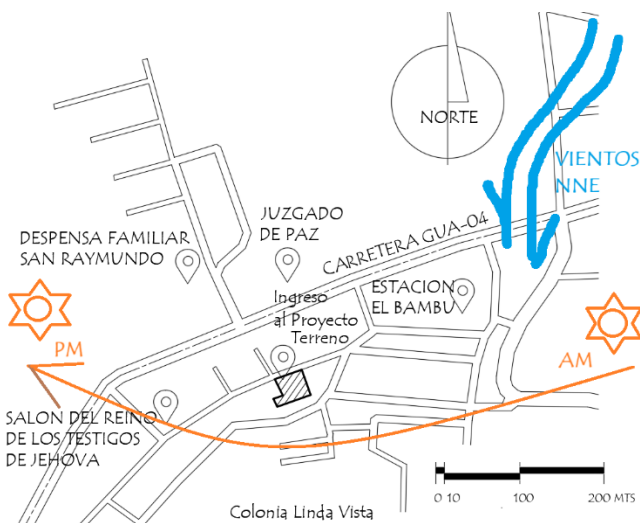 NORTE
VIENTOS
NNE
JUZGADO
DE PAZ
DESPENSA FAMILIAR
SAN RAYMUNDO
CARRETERA GUA-04
ESTACION
EL BAMBU
Ingreso
al Proyecto
Terreno
PM
AM
SALON DEL REINO
DE LOS TESTIGOS
DE JEHOVA
0 10 100 200 MTS
Colonia Linda Vista